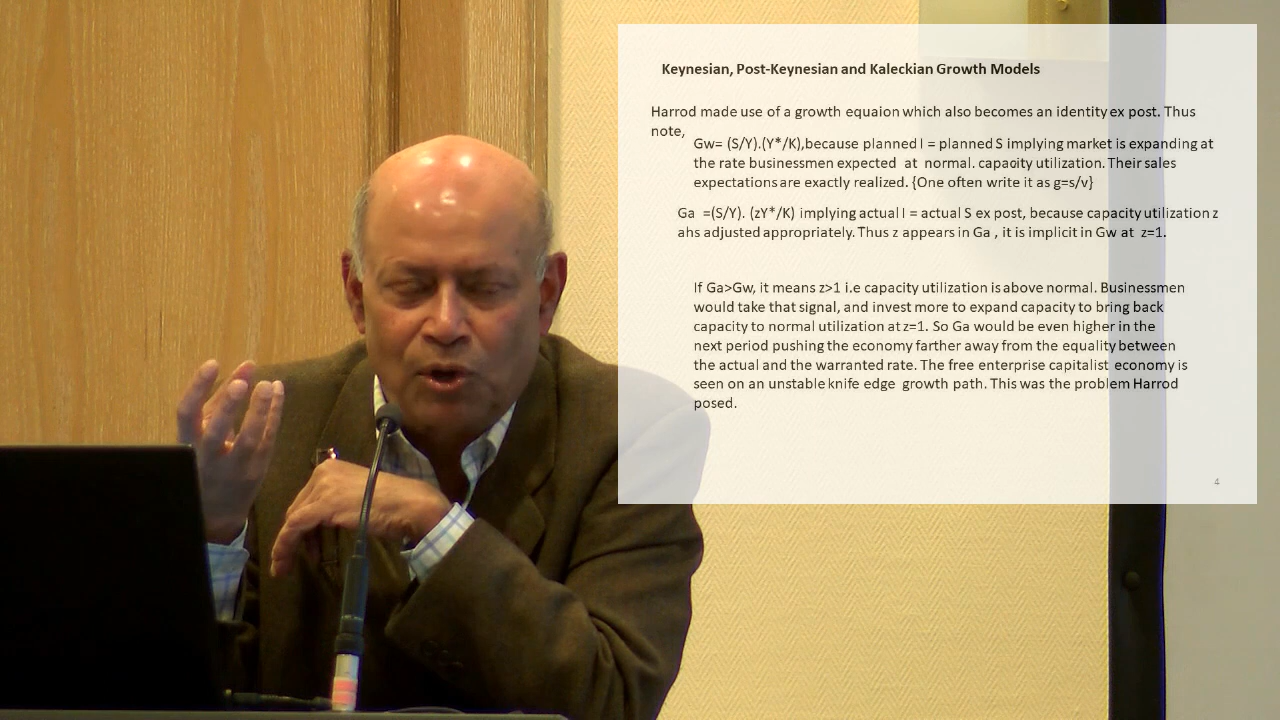 Keynesian, Post-Keynesian and Kaleckian Growth Models
Harrod made use of a growth equaion which also becomes an identity ex post. Thus
note,
Gw= (S/Y).(Y*/K),because planned I = planned S implying market is expanding at
the rate businessmen expected at normal. capacity utilization. Their sales
expectations are exactly realized. {One often write it as g=s/v}
Ga =(S/Y). (zY*/K) implying actual I = actual S ex post, because capacity utilization z
ahs adjusted appropriately. Thus z appears in Ga , it is implicit in Gw at z=1.
If Ga>Gw, it means z>1 i.e capacity utilization is above normal. Businessmen
would take that signal, and invest more to expand capacity to bring back
capacity to normal utilization at z=1. So Ga would be even higher in the
next period pushing the economy farther away from the equality between
the actual and the warranted rate. The free enterprise capitalist economy is
seen on an unstable knife edge growth path. This was the problem Harrod
posed.
4